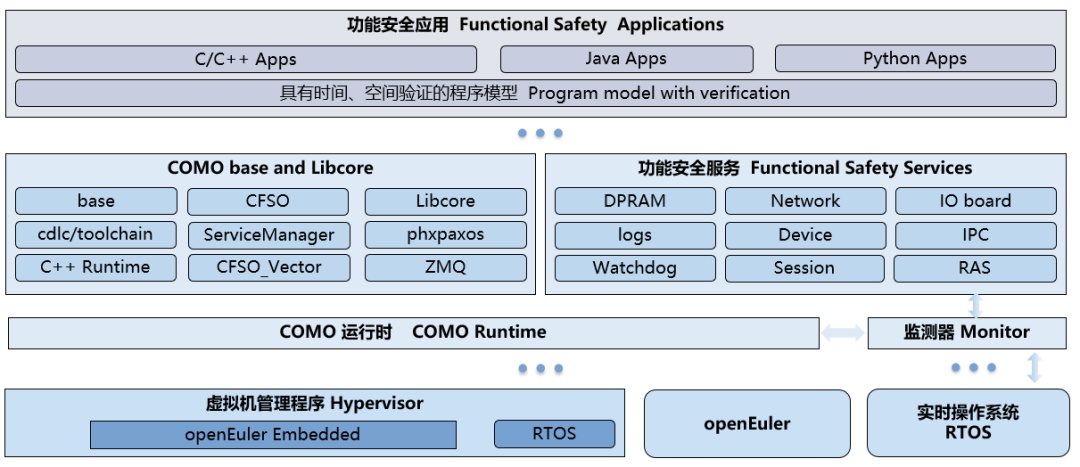 功能安全应用 Functional Safety Applications
C/C++ Apps
Java Apps
Python Apps
具有时间、空间验证的程序模型 Program model with verification
COMO base and Libcore
base
CFSO
Libcore
cdlc/toolchain
ServiceManager
phxpaxos
C++ Runtime
CFSO_Vector
ZMQ
功能安全服务 Functional Safety Services
DPRAM
Network
IO board
logs
Device
IPC
Watchdog
Session
RAS
COMO 运行时 COMO Runtime
监测器 Monitor
虚拟机管理程序 Hypervisor
openEuler Embedded
RTOS
openEuler
实时操作系统
RTOS